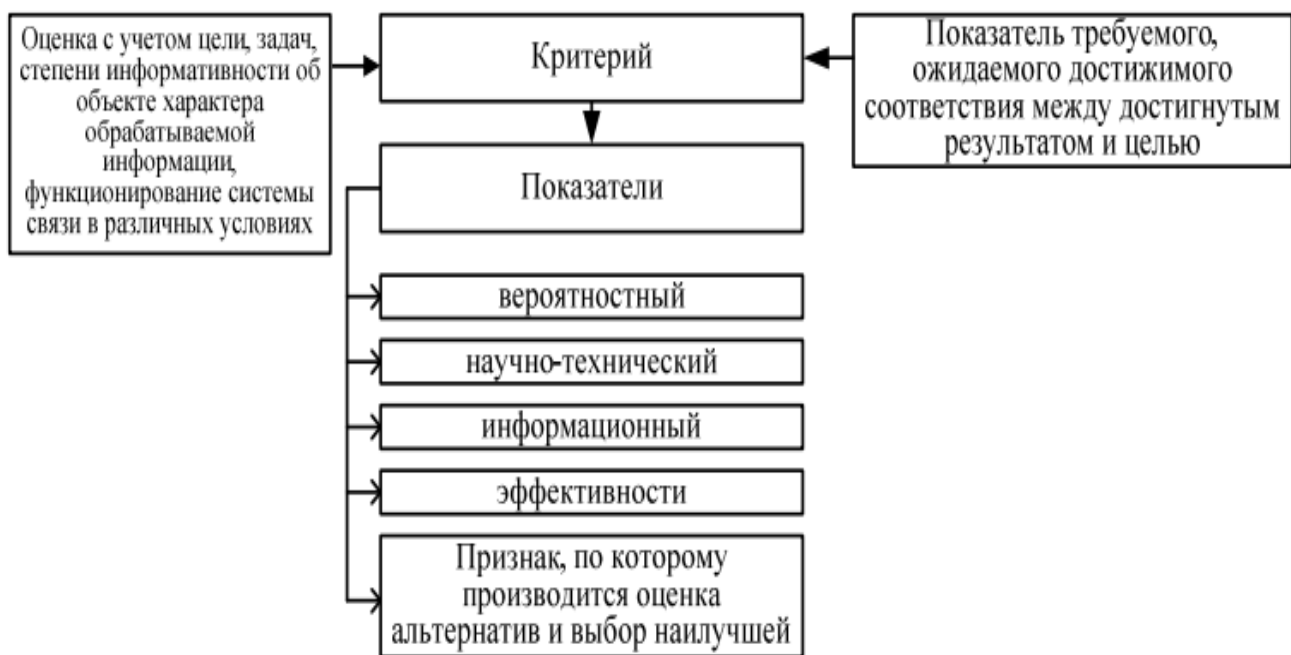 Оценка с учетом цели, задач,
степени информативности об
объекте характера
обрабатываемой
информации,
функционирование системы
связи в различных условиях
Критерий
Показатель требуемого,
ожидаемого достижимого
соответствия между достигнутым
результатом и целью
Показатели
вероятностный
научно-технический
информационный
эффективности
Признак, по которому
производится оценка
альтернатив и выбор наилучшей